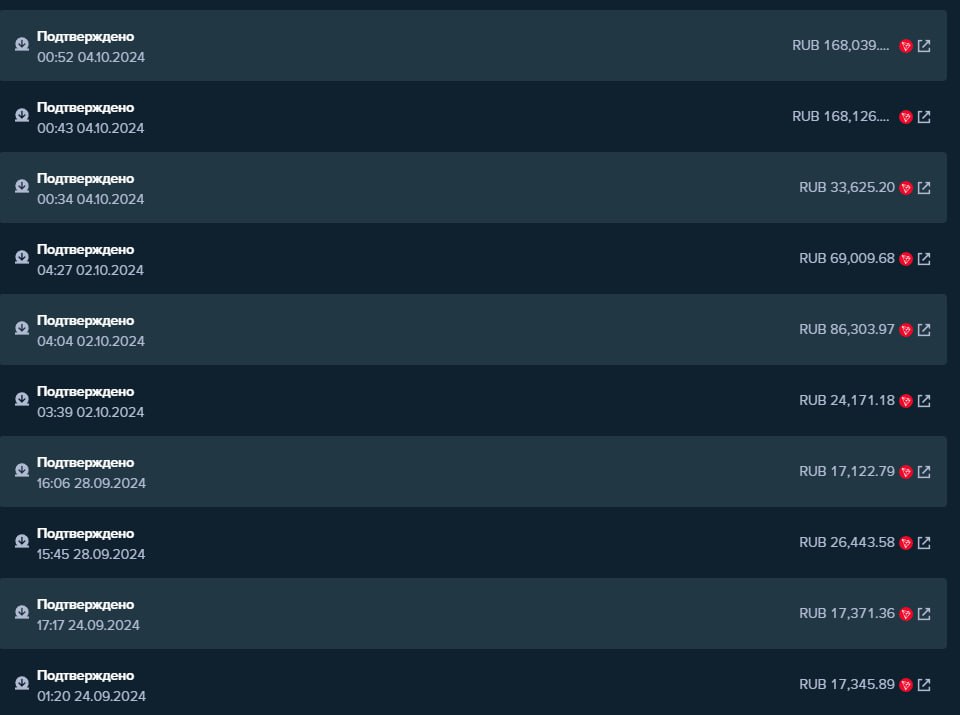 Подтверждено
00:52 04.10.2024
RUB 168,039....
Подтверждено
00:43 04.10.2024
RUB 168,126....
Подтверждено
00:34 04.10.2024
RUB 33,625.20
Подтверждено
04:27 02.10.2024
RUB 69,009.68
Подтверждено
04:04 02.10.2024
RUB 86,303.97
Подтверждено
03:39 02.10.2024
RUB 24,171.18
Подтверждено
16:06 28.09.2024
RUB 17,122.79
Подтверждено
15:45 28.09.2024
RUB 26,443.58
Подтверждено
17:17 24.09.2024
RUB 17,371.36
Подтверждено
01:20 24.09.2024
RUB 17,345.89